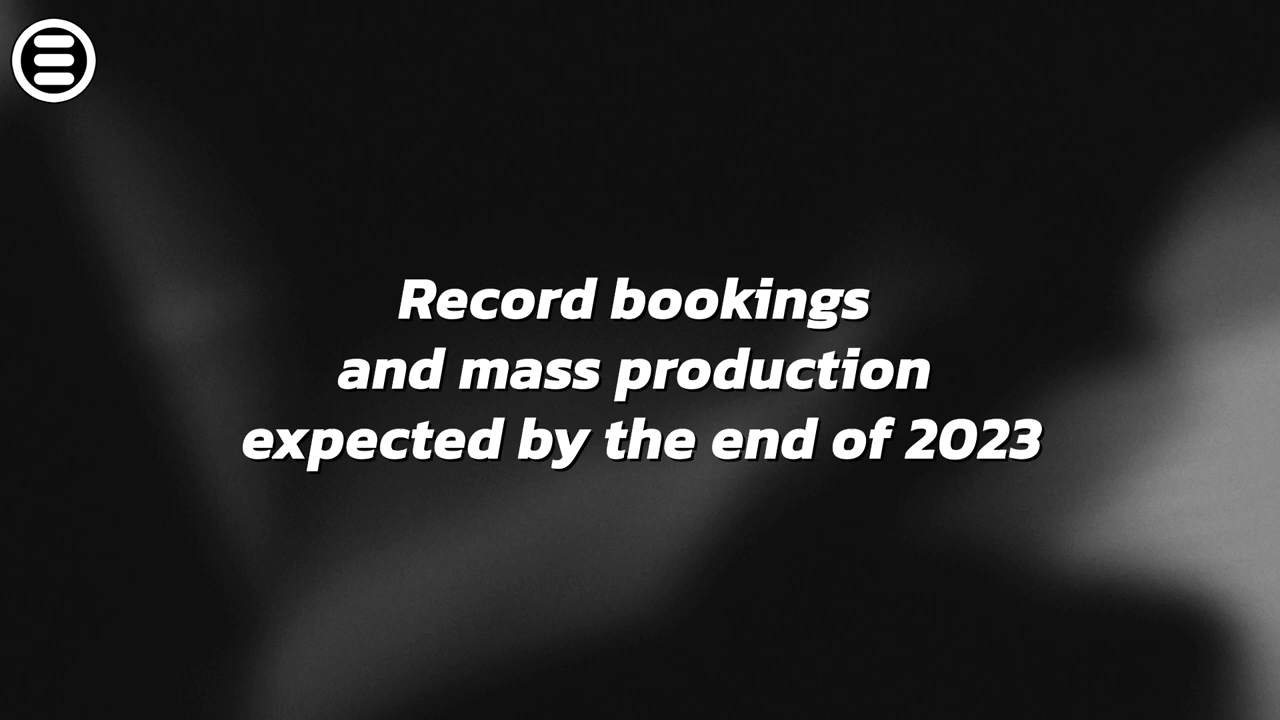 Record bookings
and mass production
expected by the end of 2023